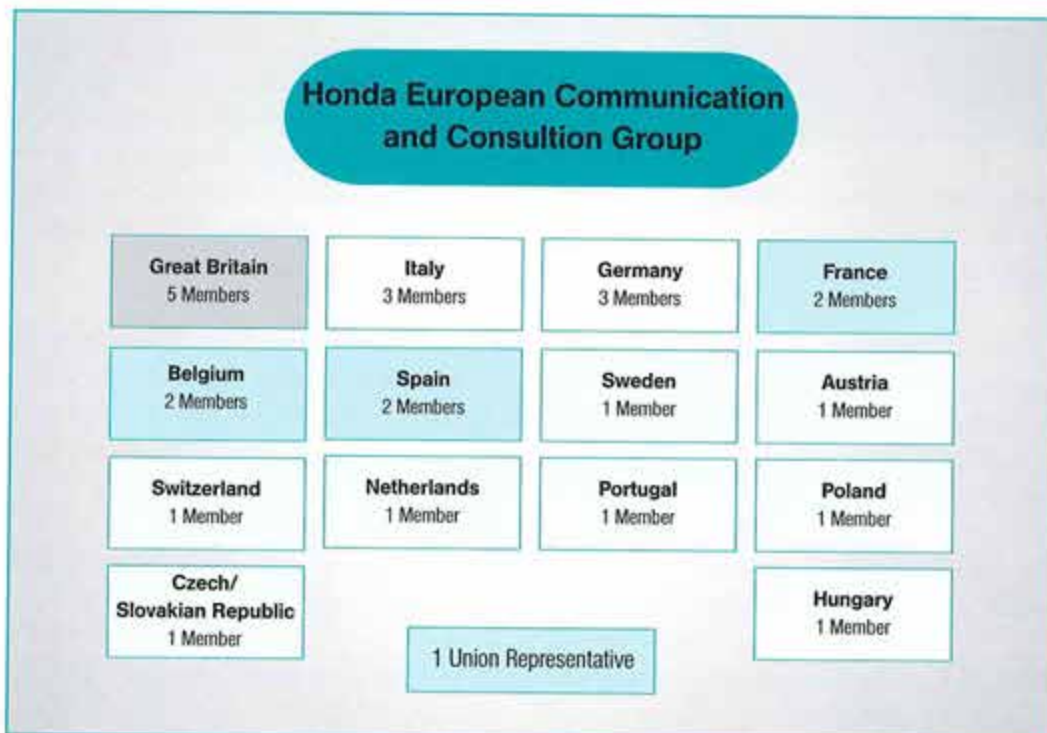 Honda European Communication
and Consultion Group
Great Britain
5 Members
Italy
3 Members
Germany
3 Members
France
2 Members
Belgium
2 Members
Spain
2 Members
Sweden
1 Member
Austria
1 Member
Switzerland
1 Member
Netherlands
1 Member
Portugal
1 Member
Poland
1 Member
Czech/
Slovakian Republic
1 Member
Hungary
1 Member
1 Union Representative